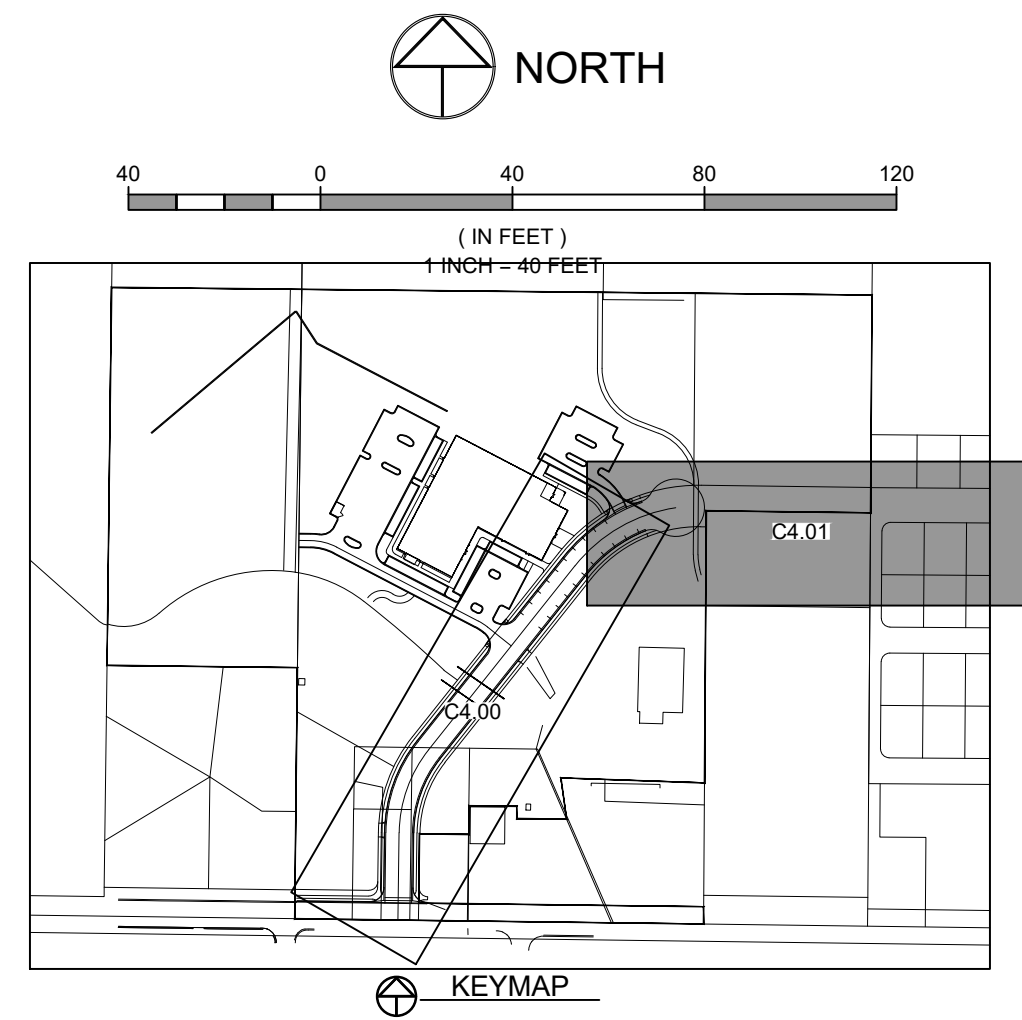 NORTH
40 0 40 80 120
( IN FEET )
1 INCH = 40 FEET
C4.01
C4.00
KEYMAP